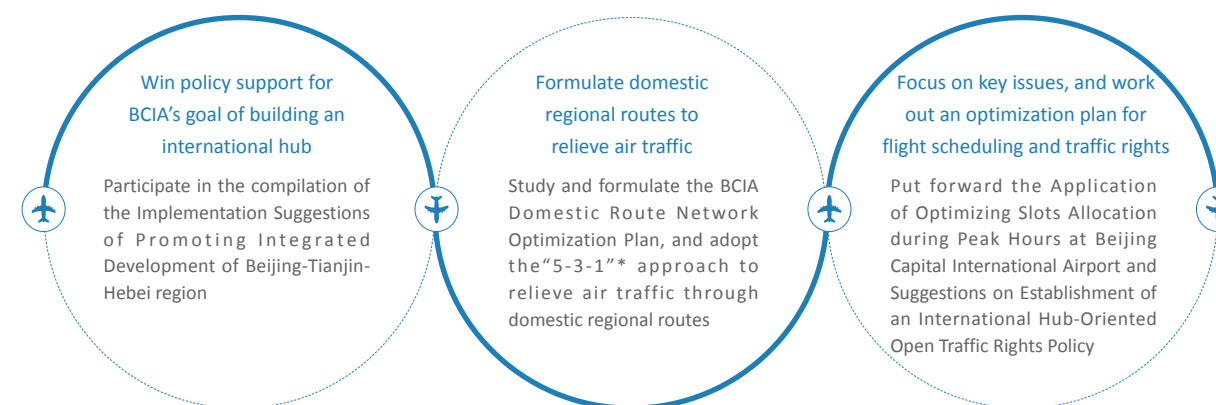 Win policy support for
BCIA’s goal of building an
international hub
Participate in the compilation of
the Implementation Suggestions
of Promoting Integrated
Development of Beijing-Tianjin-
Hebei region
Formulate domestic
regional routes to
relieve air traffic
Study and formulate the BCIA
Domestic Route Network
Optimization Plan, and adopt
the“5-3-1”* approach to
relieve air traffic through
domestic regional routes
Focus on key issues, and work
out an optimization plan for
flight scheduling and traffic rights
Put forward the Application
of Optimizing Slots Allocation
during Peak Hours at Beijing
Capital International Airport and
Suggestions on Establishment of
an International Hub-Oriented
Open Traffic Rights Policy